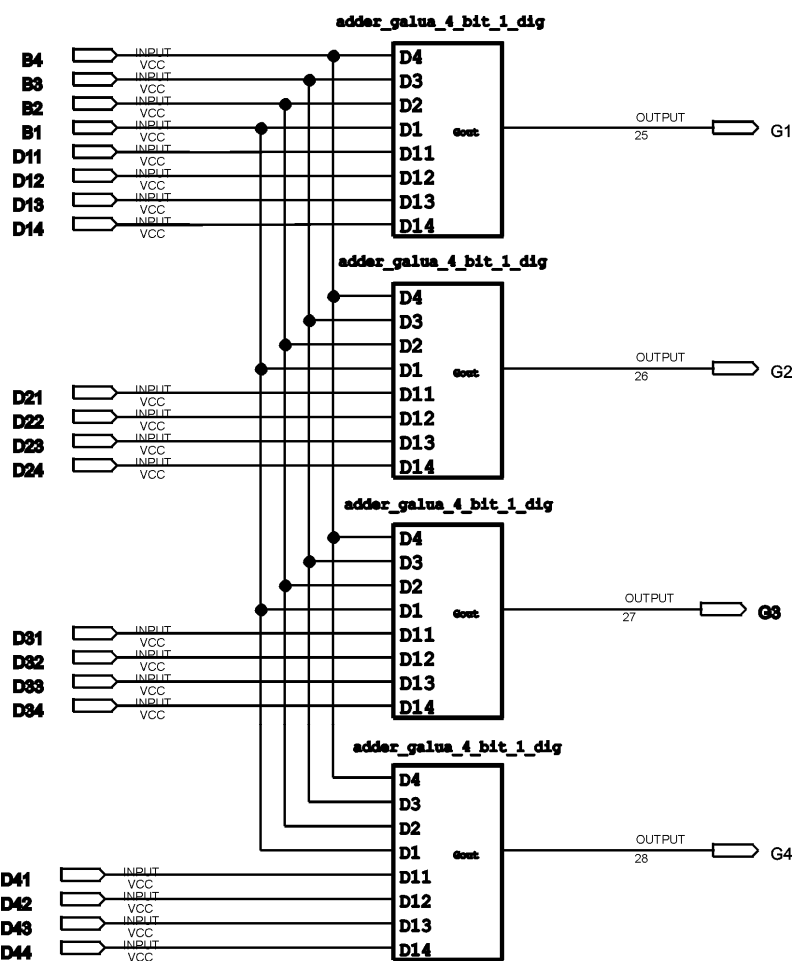 adder_galua_4_bit_1_dig
B4 INPUT VCC D4
B3 INPUT VCC D3
B2 INPUT VCC D2
B1 INPUT VCC D1 Gout OUTPUT 25 G1
D11 INPUT VCC D11
D12 INPUT VCC D12
D13 INPUT VCC D13
D14 INPUT VCC D14
adder_galua_4_bit_1_dig
D4
D3
D2
D1 Gout OUTPUT 26 G2
D21 INPUT VCC D11
D22 INPUT VCC D12
D23 INPUT VCC D13
D24 INPUT VCC D14
adder_galua_4_bit_1_dig
D4
D3
D2
D1 Gout OUTPUT 27 G3
D31 INPUT VCC D11
D32 INPUT VCC D12
D33 INPUT VCC D13
D34 INPUT VCC D14
adder_galua_4_bit_1_dig
D4
D3
D2
D1 Gout OUTPUT 28 G4
D41 INPUT VCC D11
D42 INPUT VCC D12
D43 INPUT VCC D13
D44 INPUT VCC D14